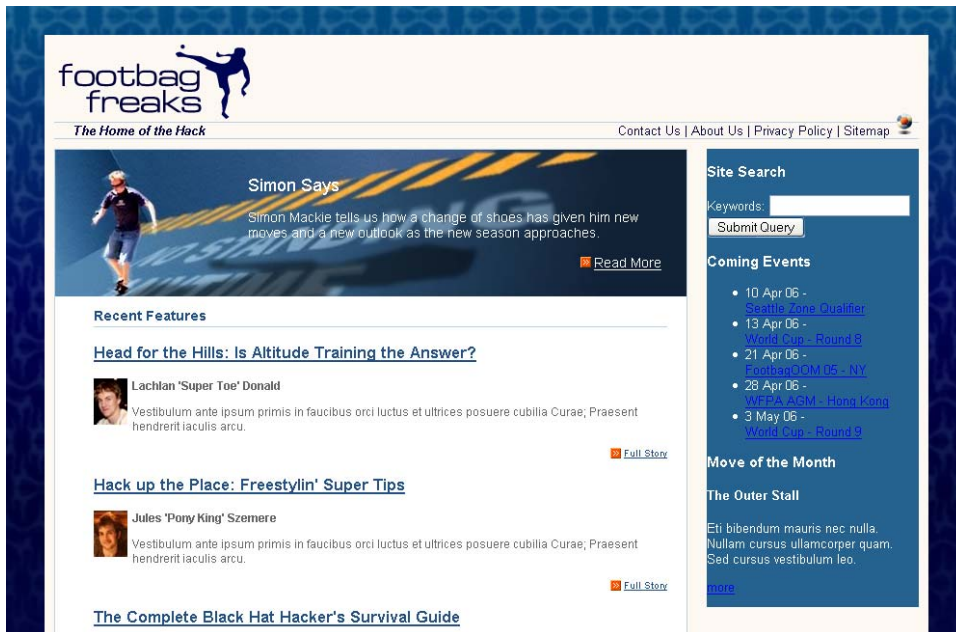 footbag
freaks
The Home of the Hack
Contact Us | About Us | Privacy Policy | Sitemap
Simon Says
Simon Mackie tells us how a change of shoes has given him new
moves and a new outlook as the new season approaches.
Read More
Recent Features
Head for the Hills: Is Altitude Training the Answer?
Lachlan 'Super Toe' Donald
Vestibulum ante ipsum primis in faucibus orci luctus et ultrices posuere cubilia Curae; Praesent
hendrerit iaculis arcu.
Full Story
Hack up the Place: Freestylin' Super Tips
Jules 'Pony King' Szemere
Vestibulum ante ipsum primis in faucibus orci luctus et ultrices posuere cubilia Curae; Praesent
hendrerit iaculis arcu.
Full Story
The Complete Black Hat Hacker's Survival Guide
Site Search
Keywords:
Submit Query
Coming Events
10 Apr 06 -
Seattle Zone Qualifier
13 Apr 06 -
World Cup - Round 8
21 Apr 06 -
FootbagOOM 05 - NY
28 Apr 06 -
WFPA AGM - Hong Kong
3 May 06 -
World Cup - Round 9
Move of the Month
The Outer Stall
Eti bibendum mauris nec nulla.
Nullam cursus ullamcorper quam.
Sed cursus vestibulum leo.
more